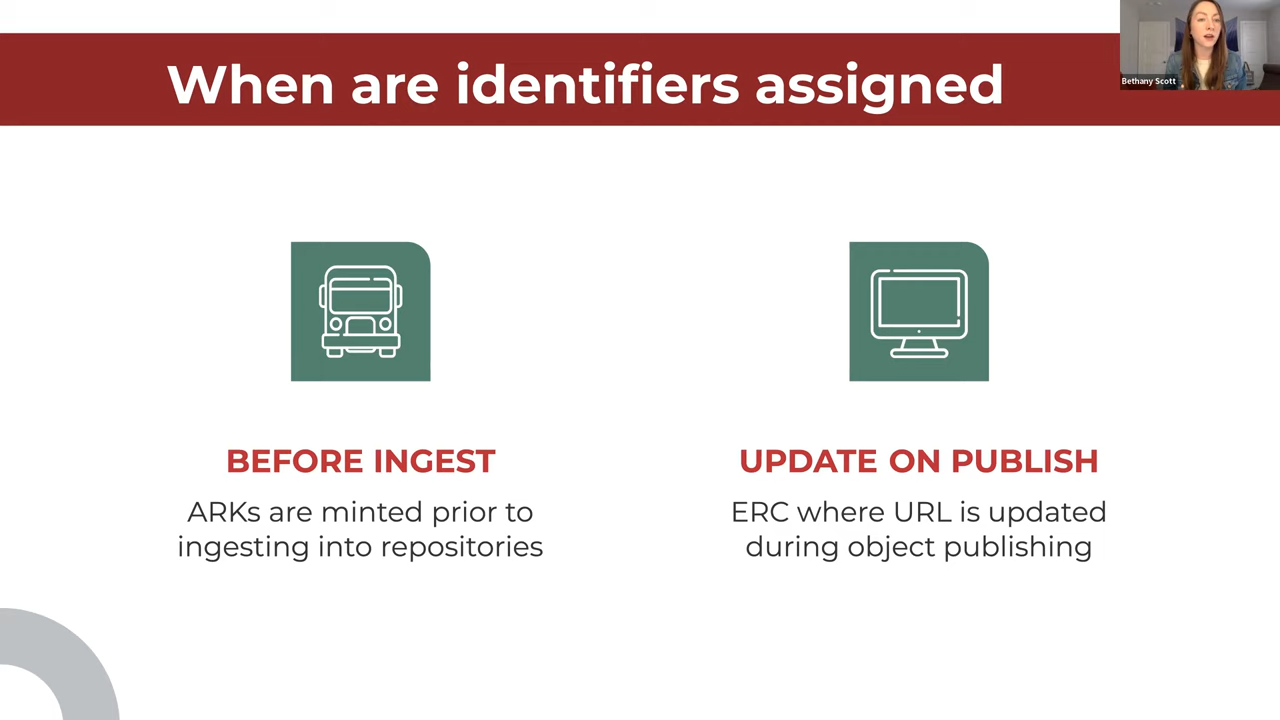 When are identifiers assigned
Bethany Scott
BEFORE INGEST
ARKs are minted prior to
ingesting into repositories
UPDATE ON PUBLISH
ERC where URL is updated
during object publishing